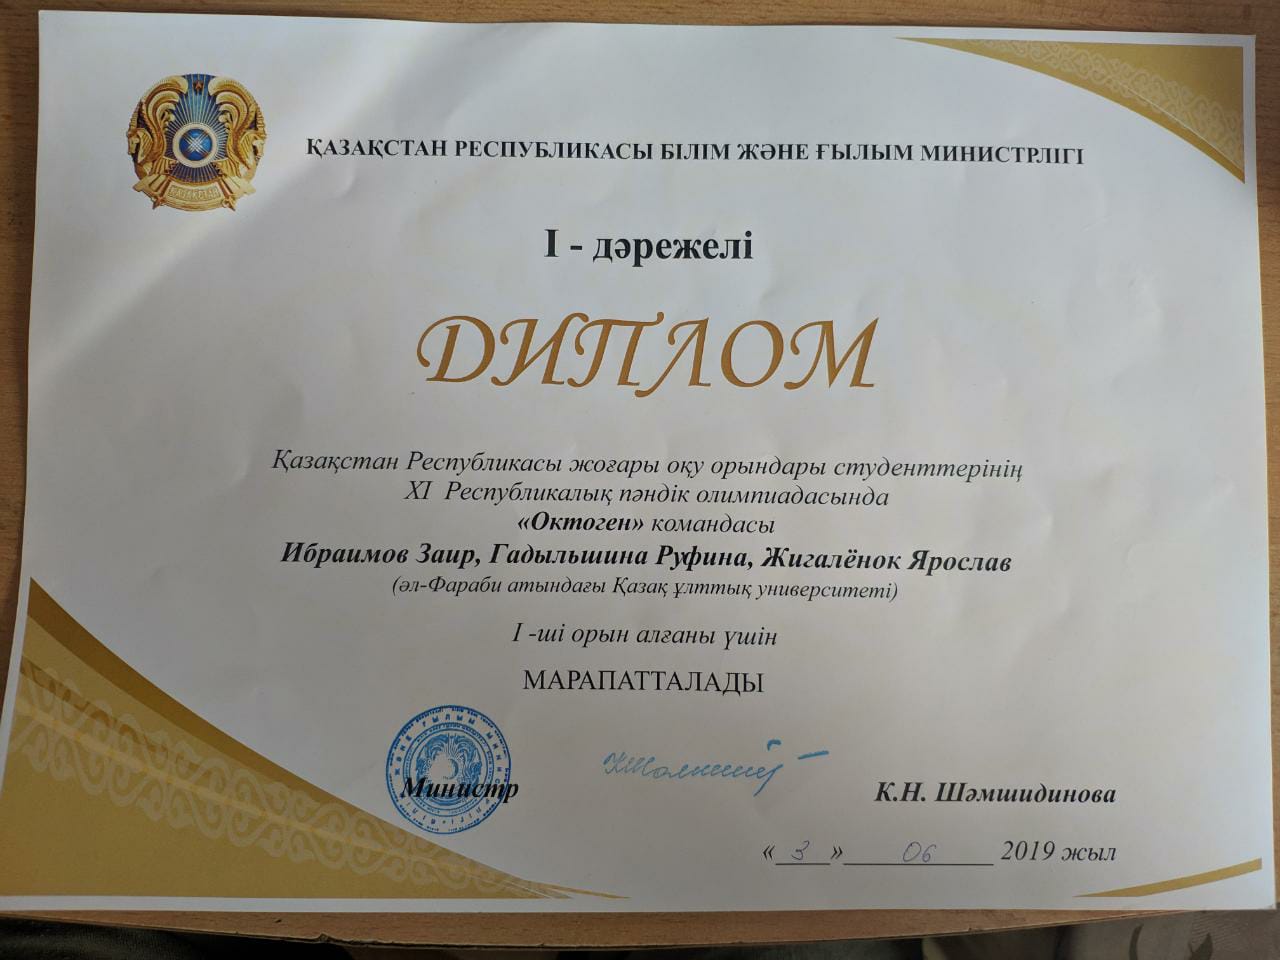 ҚАЗАҚСТАН
ҚАЗАҚСТАН РЕСПУБЛИКАСЫ БІЛІМ ЖӘНЕ ҒЫЛЫМ МИНИСТРЛІГІ
I - дәрежелі
ДИПЛОМ
Қазақстан Республикасы жоғары оқу орындары студенттерінің
XI Республикалық пәндік олимпиадасында
«Октоген» командасы
Ибраимов Заир, Гадыльшина Руфина, Жигалёнок Ярослав
(әл-Фараби атындағы Қазақ ұлттық университеті)
I -ші орын алғаны үшін
МАРАПАТТАЛАДЫ
Министр
К.Н. Шәмшидинова
«3» 06 2019 жыл